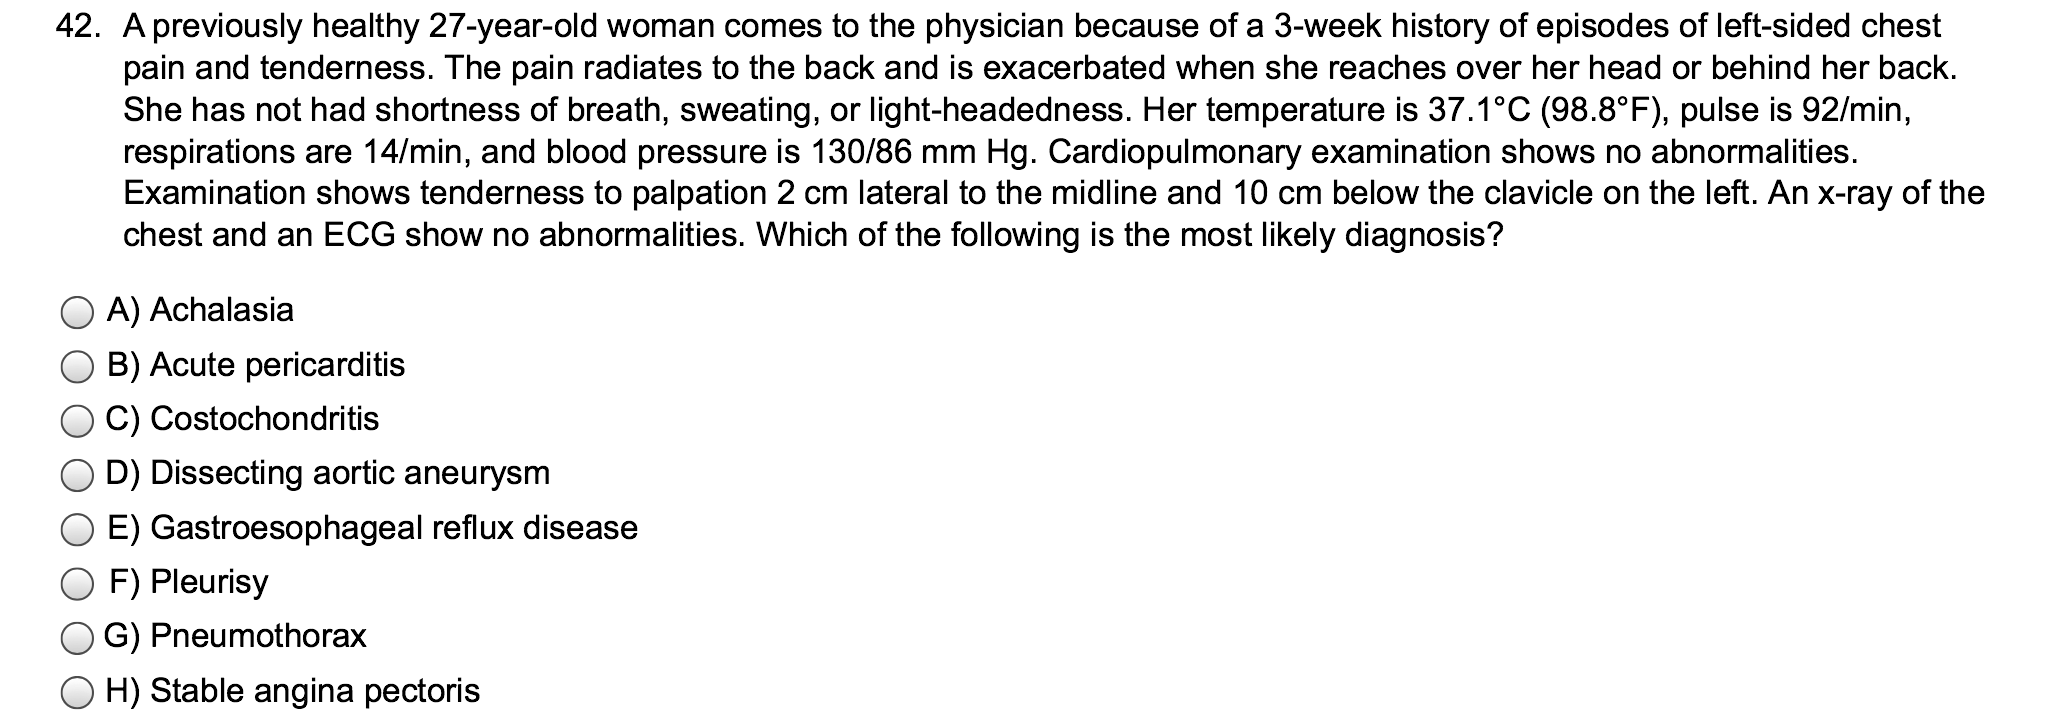 42. A previously healthy 27-year-old woman comes to the physician because of a 3-week history of episodes of left-sided chest
pain and tenderness. The pain radiates to the back and is exacerbated when she reaches over her head or behind her back.
She has not had shortness of breath, sweating, or light-headedness. Her temperature is 37.1°C (98.8°F), pulse is 92/min,
respirations are 14/min, and blood pressure is 130/86 mm Hg. Cardiopulmonary examination shows no abnormalities.
Examination shows tenderness to palpation 2 cm lateral to the midline and 10 cm below the clavicle on the left. An x-ray of the
chest and an ECG show no abnormalities. Which of the following is the most likely diagnosis?
A) Achalasia
B) Acute pericarditis
C) Costochondritis
D) Dissecting aortic aneurysm
E) Gastroesophageal reflux disease
F) Pleurisy
G) Pneumothorax
H) Stable angina pectoris